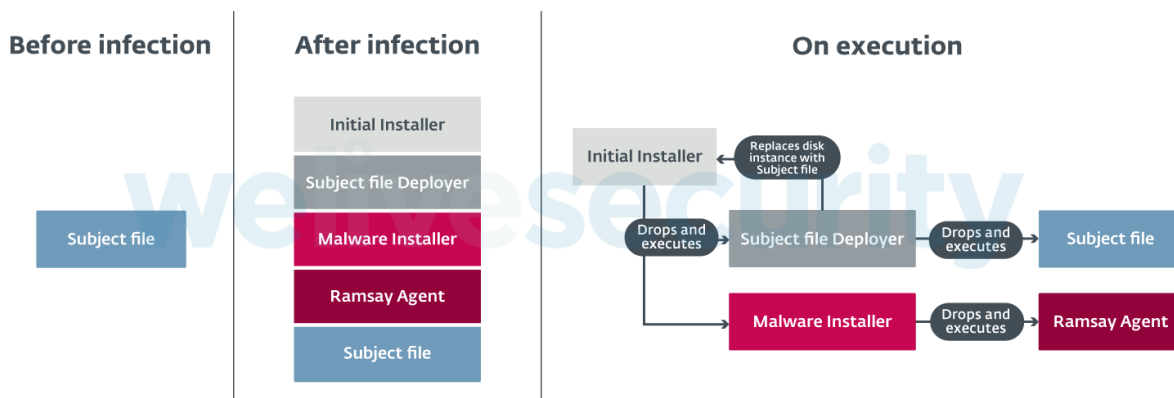 Before infection
After infection
On execution
Subject file
Initial Installer
Subject file Deployer
Malware Installer
Ramsay Agent
Subject file
Initial Installer
Replaces disk
instance with
Subject file
Drops and
executes
Subject file Deployer
Drops and
executes
Subject file
Malware Installer
Drops and
executes
Ramsay Agent
welivesecurity